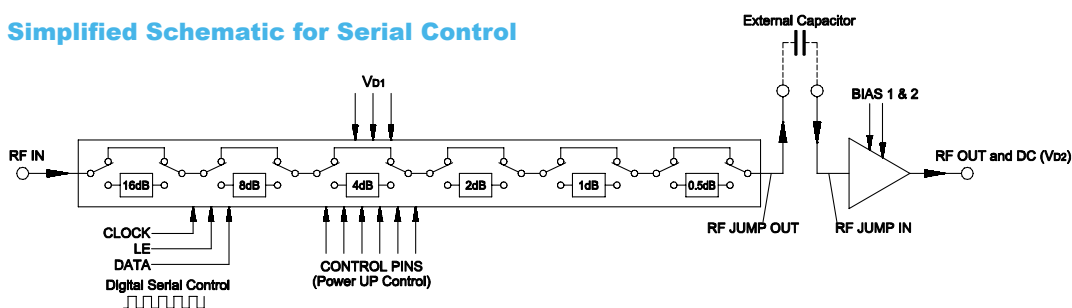 Simplified Schematic for Serial Control
External Capacitor
VD1
BIAS 1 & 2
RF IN
RF OUT and DC (VD2)
16dB
8dB
4dB
2dB
1dB
0.5dB
RF JUMP OUT
RF JUMP IN
CLOCK
LE
DATA
CONTROL PINS
(Power UP Control)
Digital Serial Control